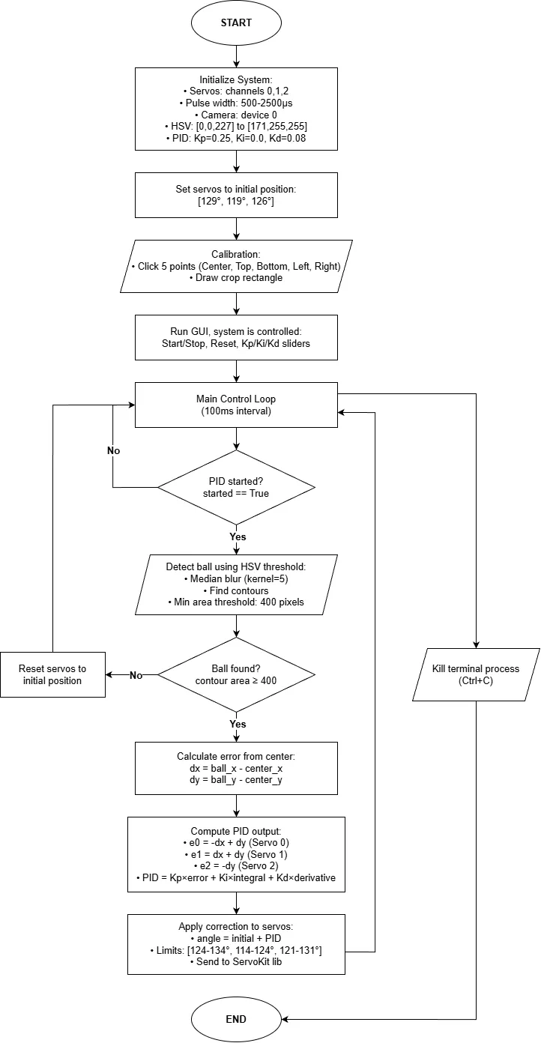 START
Initialize System:
• Servos: channels 0,1,2
• Pulse width: 500-2500µs
• Camera: device 0
• HSV: [0,0,227] to [171,255,255]
• PID: Kp=0.25, Ki=0.0, Kd=0.08
Set servos to initial position:
[129°, 119°, 126°]
Calibration:
• Click 5 points (Center, Top, Bottom, Left, Right)
• Draw crop rectangle
Run GUI, system is controlled:
Start/Stop, Reset, Kp/Ki/Kd sliders
Main Control Loop
(100ms interval)
No
PID started?
started == True
Yes
Detect ball using HSV threshold:
• Median blur (kernel=5)
• Find contours
• Min area threshold: 400 pixels
Reset servos to
initial position
No
Ball found?
contour area ≥ 400
Kill terminal process
(Ctrl+C)
Yes
Calculate error from center:
dx = ball_x - center_x
dy = ball_y - center_y
Compute PID output:
• e0 = -dx + dy (Servo 0)
• e1 = dx + dy (Servo 1)
• e2 = -dy (Servo 2)
• PID = Kp×error + Ki×integral + Kd×derivative
Apply correction to servos:
• angle = initial + PID
• Limits: [124-134°, 114-124°, 121-131°]
• Send to ServoKit lib
END